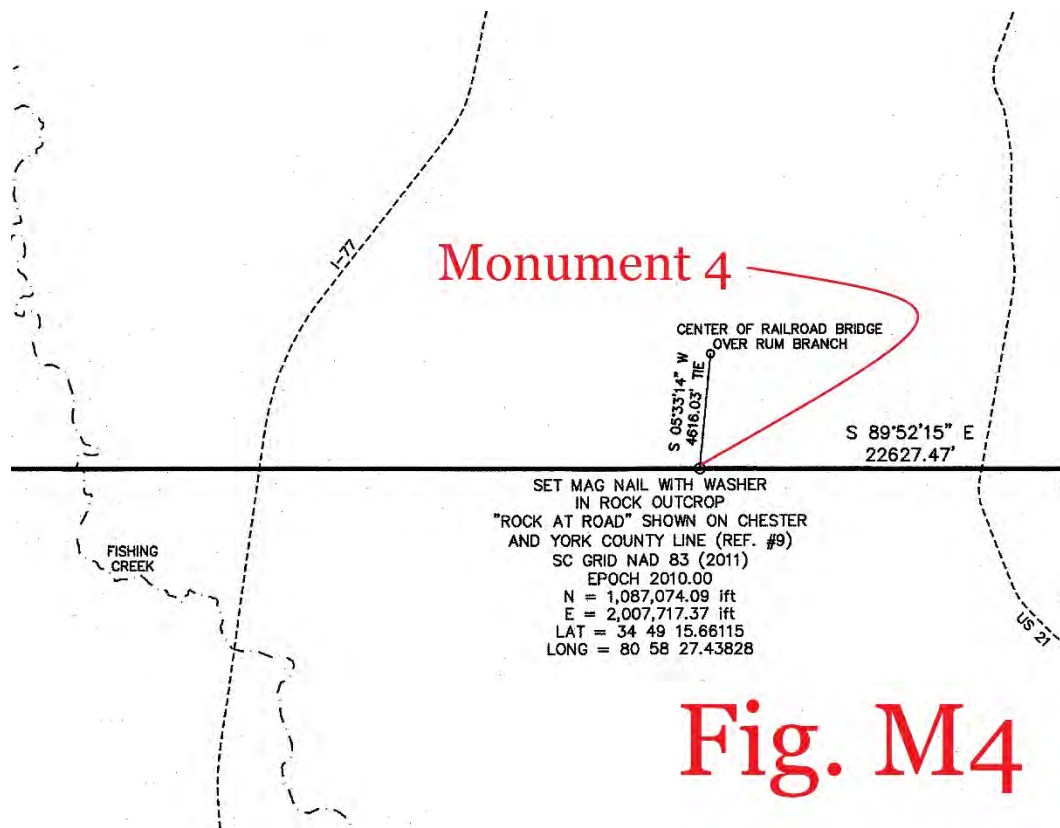 I-77
Monument 4
CENTER OF RAILROAD BRIDGE
OVER RUM BRANCH
S 05°33'14" W
4616.03' TIE
S 89°52'15" E
22627.47'
SET MAG NAIL WITH WASHER
IN ROCK OUTCROP
"ROCK AT ROAD" SHOWN ON CHESTER
AND YORK COUNTY LINE (REF. #9)
SC GRID NAD 83 (2011)
EPOCH 2010.00
N = 1,087,074.09 ift
E = 2,007,717.37 ift
LAT = 34 49 15.66115
LONG = 80 58 27.43828
FISHING
CREEK
US 21
Fig. M4